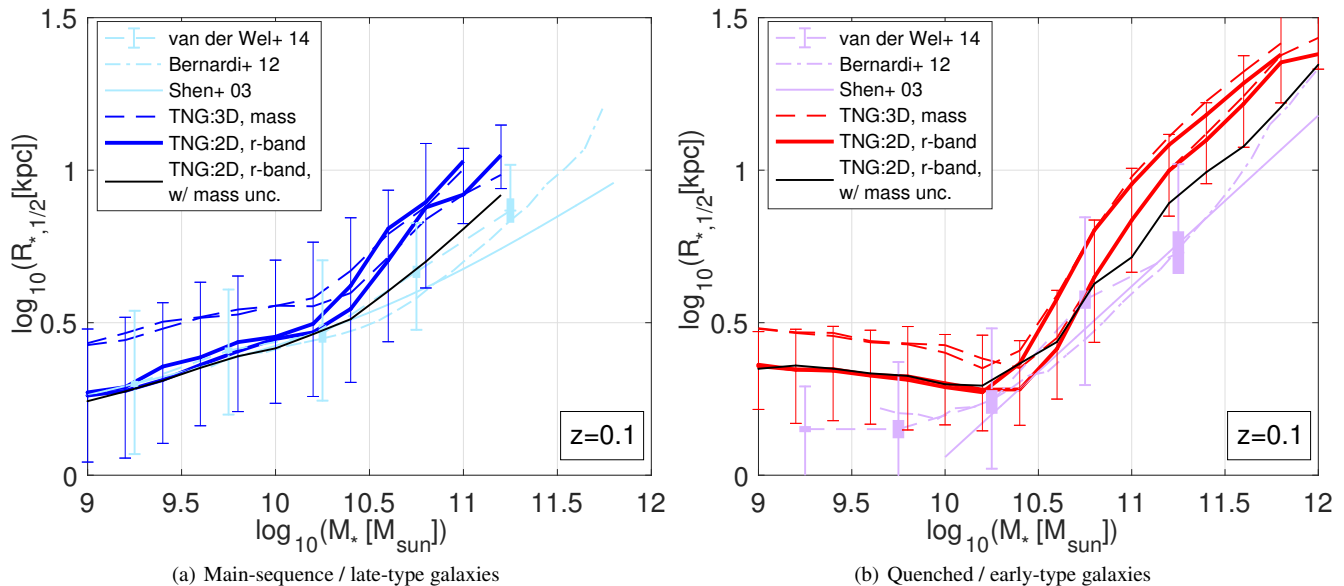 1.5
1
0.5
0
log10(R*,1/2[kpc])
van der Wel+ 14
Bernardi+ 12
Shen+ 03
TNG:3D, mass
TNG:2D, r-band
TNG:2D, r-band,
w/ mass unc.
z=0.1
9 9.5 10 10.5 11 11.5 12
log10(M* [Msun])
(a) Main-sequence / late-type galaxies
1.5
1
0.5
0
log10(R*,1/2[kpc])
van der Wel+ 14
Bernardi+ 12
Shen+ 03
TNG:3D, mass
TNG:2D, r-band
TNG:2D, r-band,
w/ mass unc.
z=0.1
9 9.5 10 10.5 11 11.5 12
log10(M* [Msun])
(b) Quenched / early-type galaxies